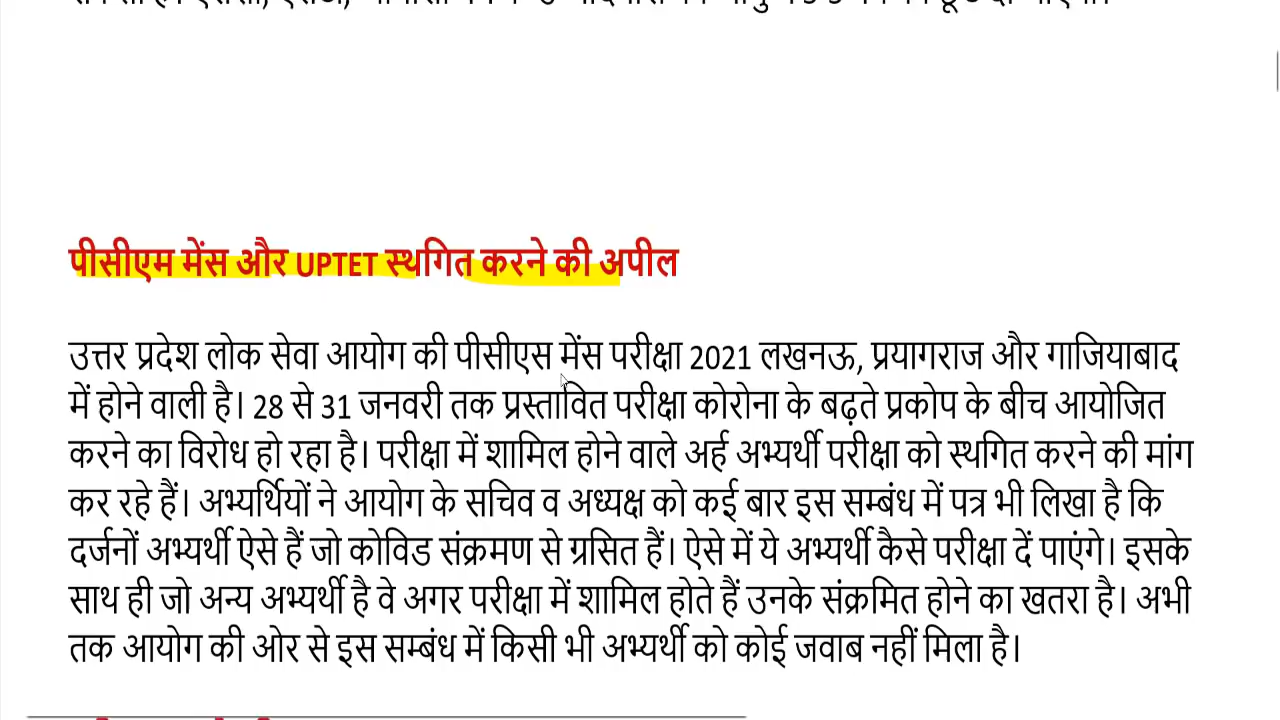 पीसीएम मेंस और UPTET स्थगित करने की अपील
उत्तर प्रदेश लोक सेवा आयोग की पीसीएस मेंस परीक्षा 2021 लखनऊ, प्रयागराज और गाजियाबाद
में होने वाली है। 28 से 31 जनवरी तक प्रस्तावित परीक्षा कोरोना के बढ़ते प्रकोप के बीच आयोजित
करने का विरोध हो रहा है। परीक्षा में शामिल होने वाले अर्ह अभ्यर्थी परीक्षा को स्थगित करने की मांग
कर रहे हैं। अभ्यर्थियों ने आयोग के सचिव व अध्यक्ष को कई बार इस सम्बंध में पत्र भी लिखा है कि
दर्जनों अभ्यर्थी ऐसे हैं जो कोविड संक्रमण से ग्रसित हैं। ऐसे में ये अभ्यर्थी कैसे परीक्षा दें पाएंगे। इसके
साथ ही जो अन्य अभ्यर्थी है वे अगर परीक्षा में शामिल होते हैं उनके संक्रमित होने का खतरा है। अभी
तक आयोग की ओर से इस सम्बंध में किसी भी अभ्यर्थी को कोई जवाब नहीं मिला है।